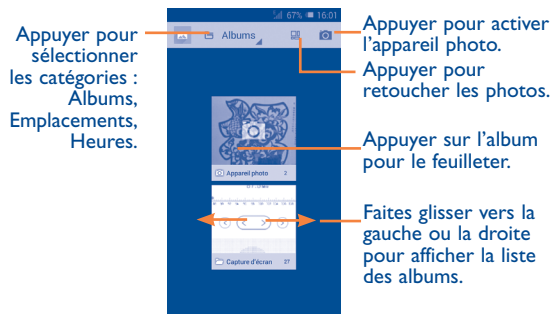 Appuyer pour
sélectionner
les catégories :
Albums,
Emplacements,
Heures.
67% 16:01
Albums
Appareil photo 2
Capture d'écran 27
Appuyer pour activer
l'appareil photo.
Appuyer pour
retoucher les photos.
Appuyer sur l'album
pour le feuilleter.
Faites glisser vers la
gauche ou la droite
pour afficher la liste
des albums.